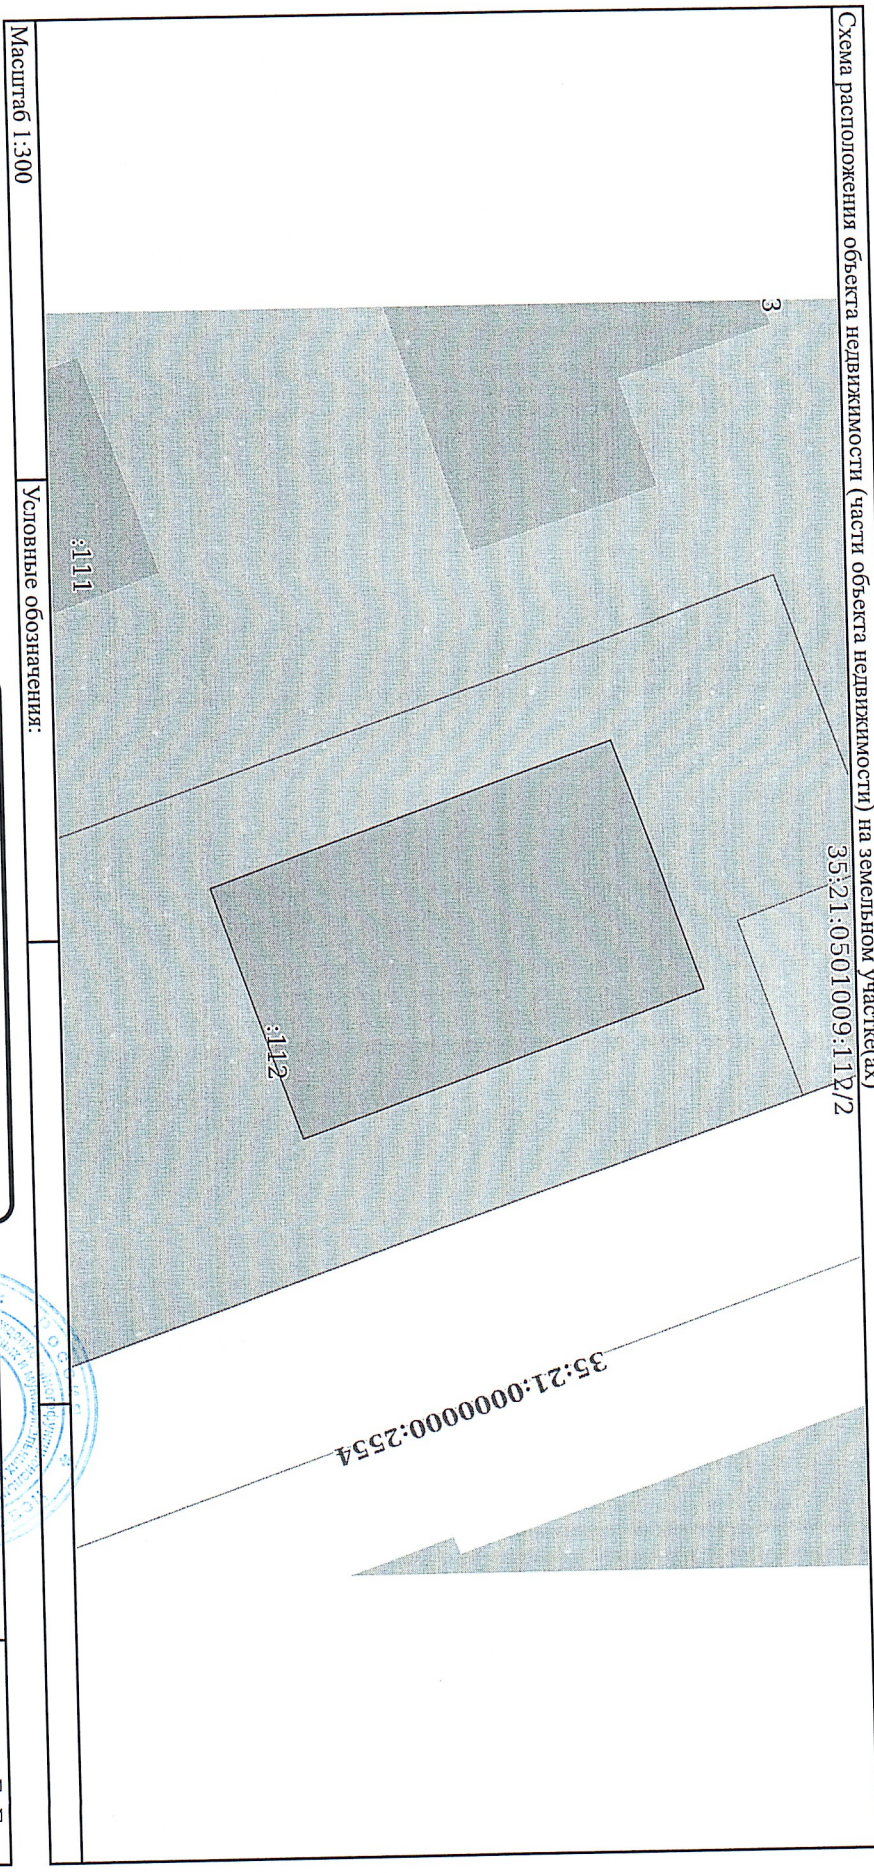 Схема расположения объекта недвижимости (части объекта недвижимости) на земельном участке(ах)
35:21:0501009:112/2
3
:112
:111
35:21:0000000:2554
Масштаб 1:300
Условные обозначения: